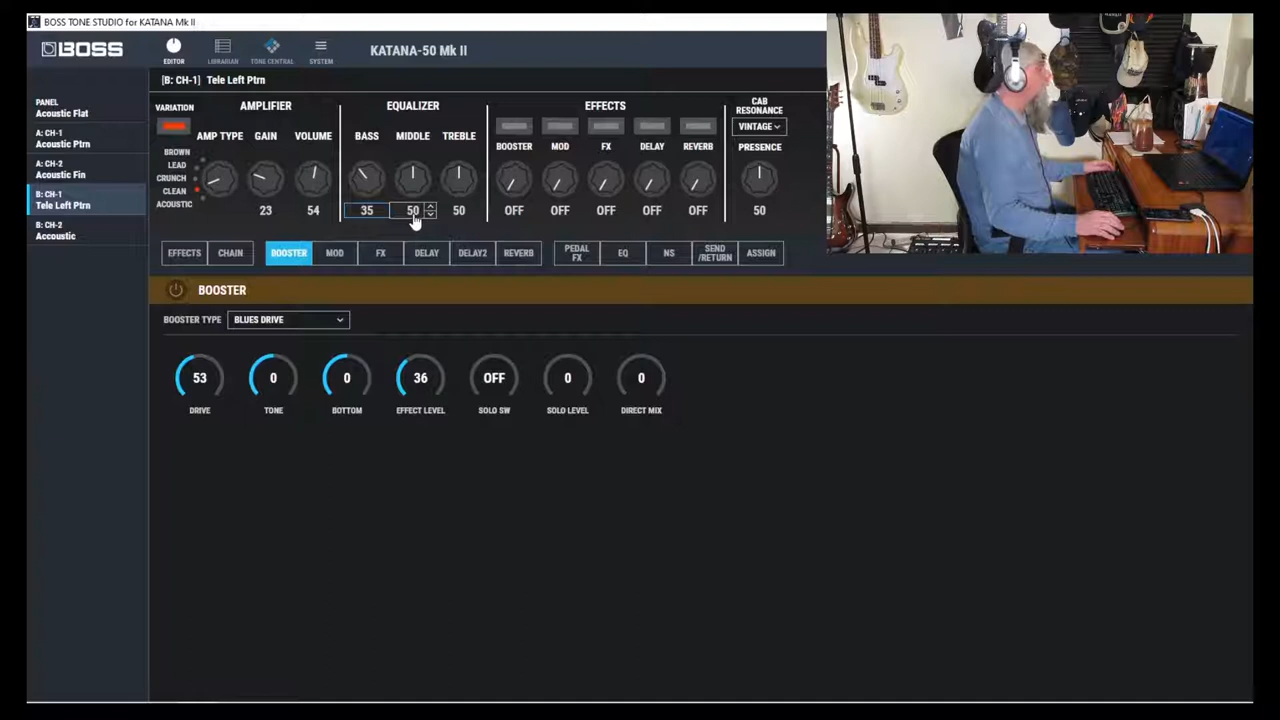 BOSS TONE STUDIO for KATANA Mk II
BOSS
EDITOR
LIBRARIAN
TONE CENTRAL
SYSTEM
KATANA-50 Mk II
[B: CH-1] Tele Left Ptrn
PANEL
Acoustic Flat
A: CH-1
Acoustic Ptrn
A: CH-2
Acoustic Fin
B: CH-1
Tele Left Ptrn
B: CH-2
Accoustic
VARIATION
AMPLIFIER
AMP TYPE GAIN VOLUME
BROWN
LEAD
CRUNCH
CLEAN
ACOUSTIC
23 54
EQUALIZER
BASS MIDDLE TREBLE
35 50 50
EFFECTS
BOOSTER MOD FX DELAY REVERB
OFF OFF OFF OFF OFF
CAB
RESONANCE
VINTAGE
PRESENCE
50
EFFECTS CHAIN BOOSTER MOD FX DELAY DELAY2 REVERB
PEDAL
FX
EQ
NS
SEND
/RETURN
ASSIGN
BOOSTER
BOOSTER TYPE BLUES DRIVE
53 0 0 36 OFF 0 0
DRIVE TONE BOTTOM EFFECT LEVEL SOLO SW SOLO LEVEL DIRECT MIX